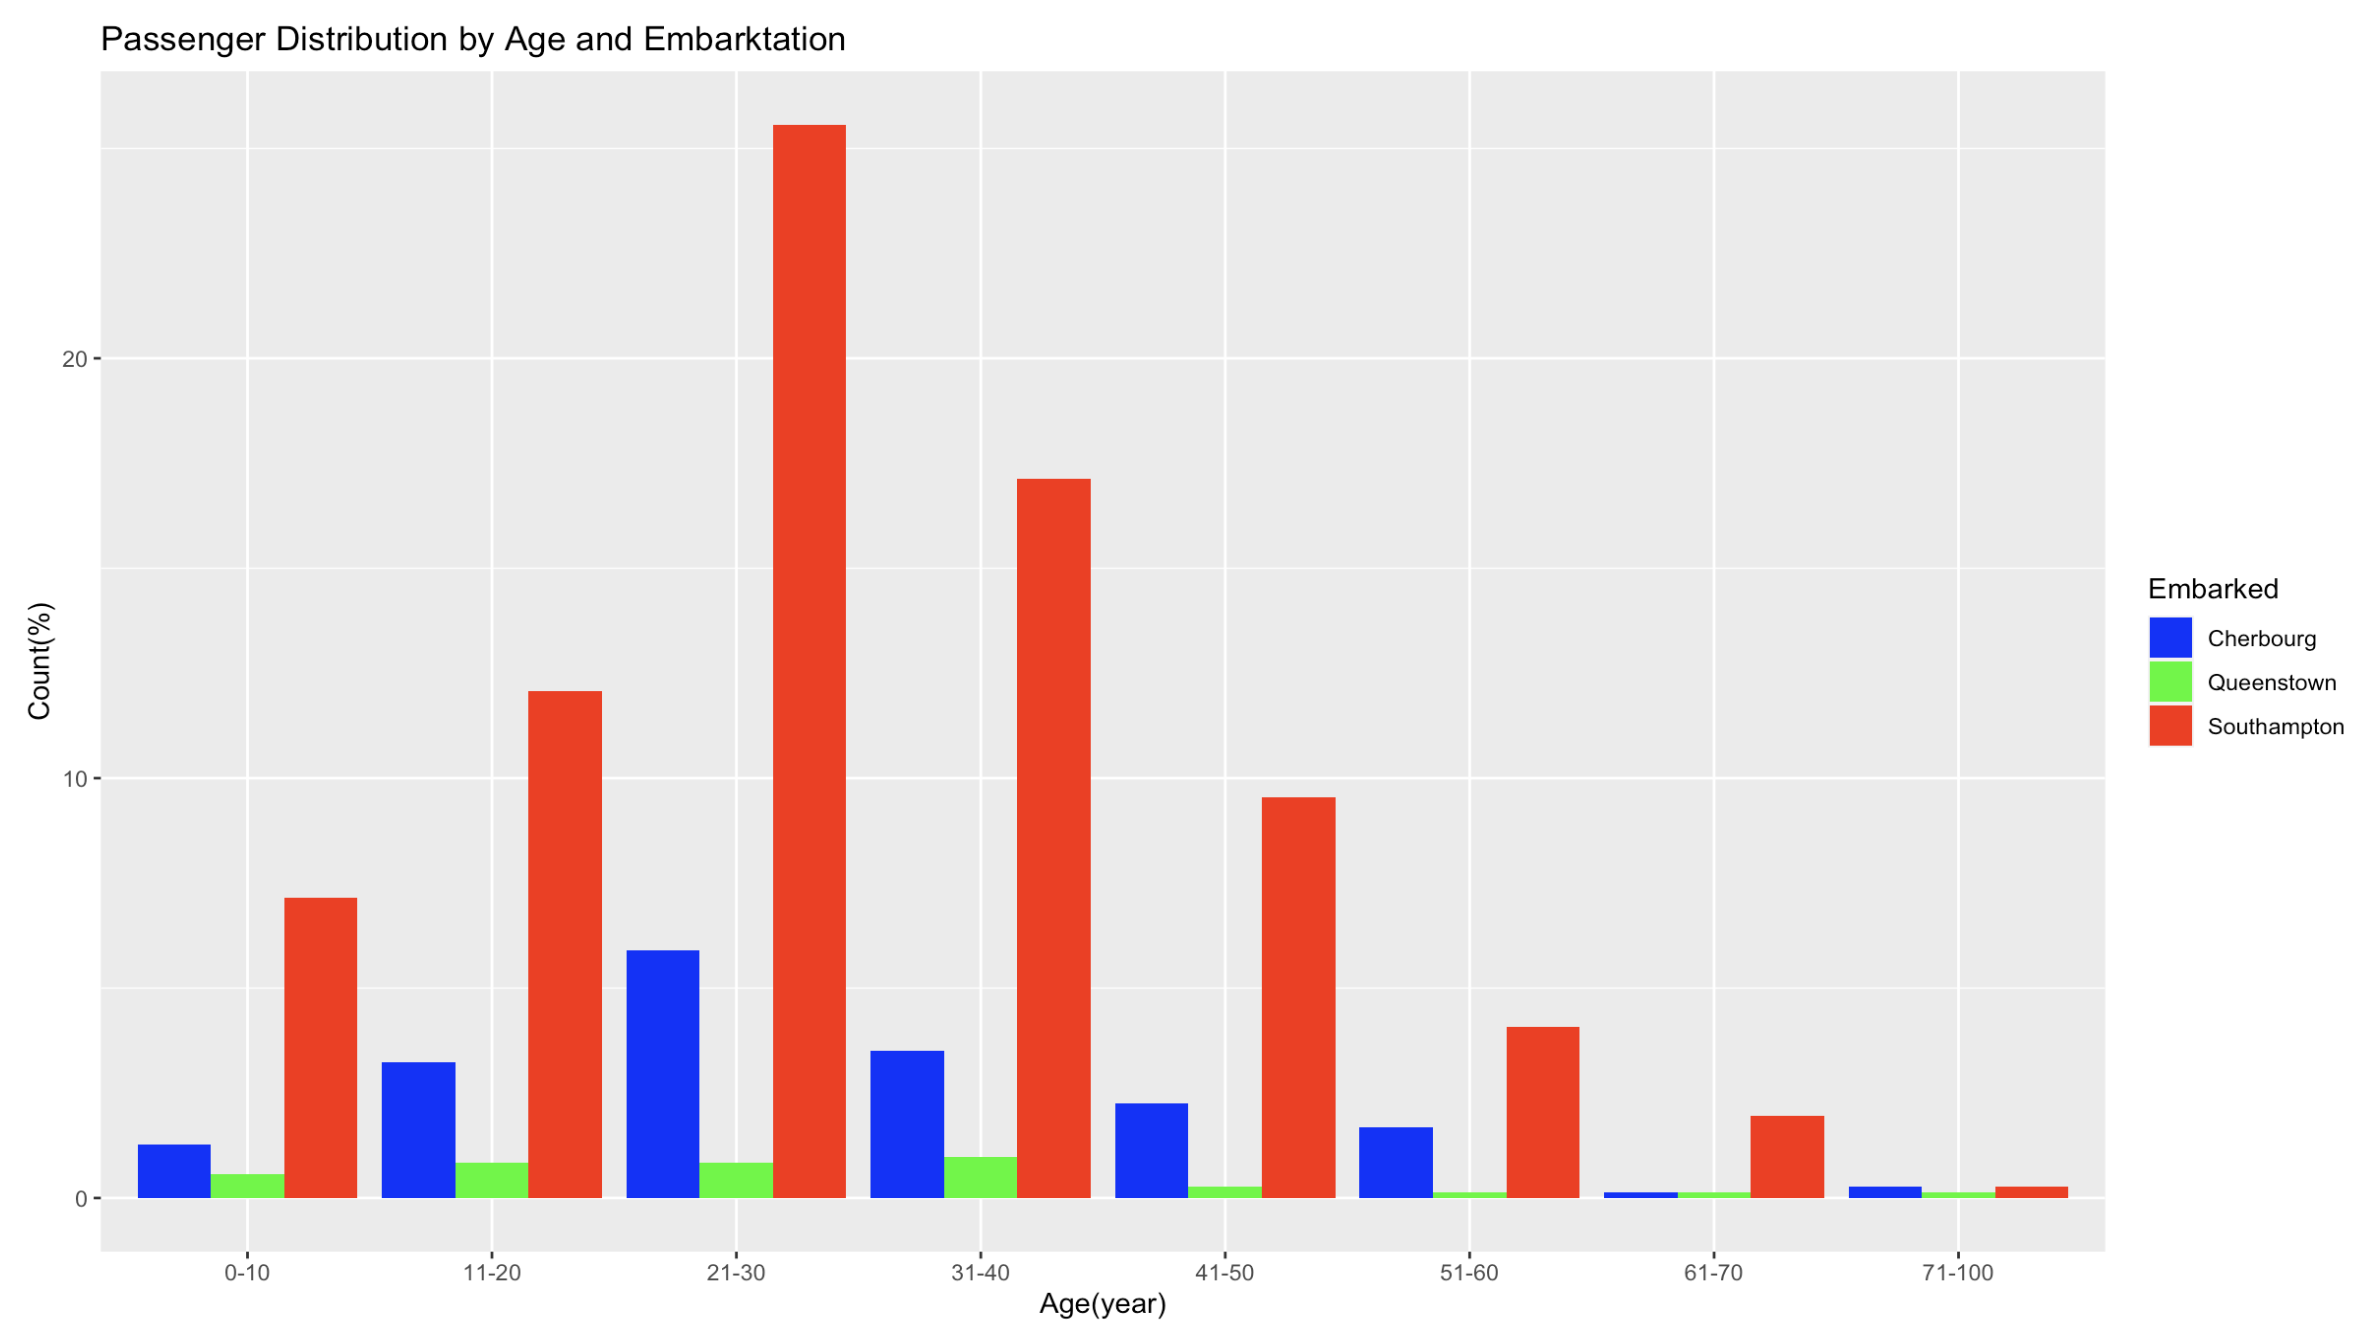 Passenger Distribution by Age and Embarktation
Count(%)
20
10
0
0-10 11-20 21-30 31-40 41-50 51-60 61-70 71-100
Age(year)
Embarked
Cherbourg
Queenstown
Southampton